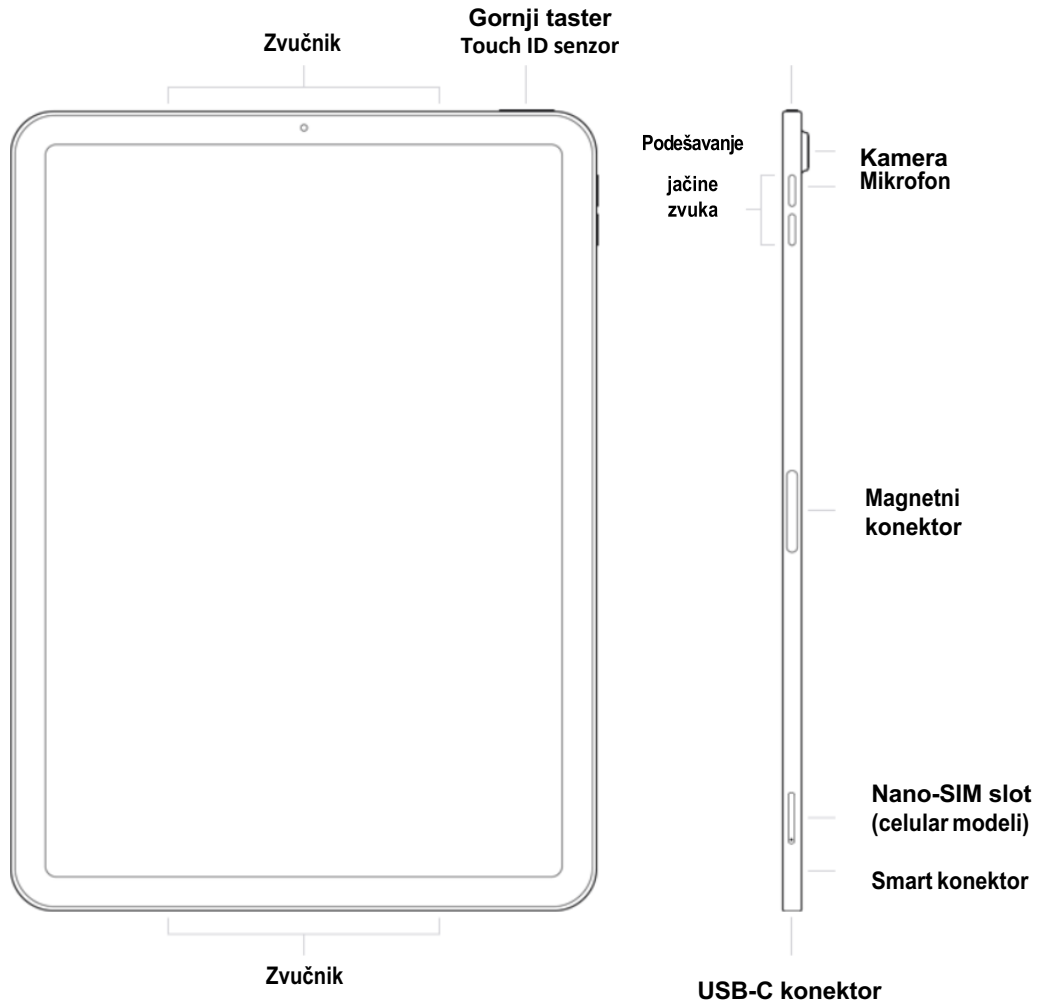 Gornji taster
Touch ID senzor
Zvučnik
Podešavanje
jačine
zvuka
Kamera
Mikrofon
Magnetni
konektor
Nano-SIM slot
(celular modeli)
Smart konektor
Zvučnik
USB-C konektor